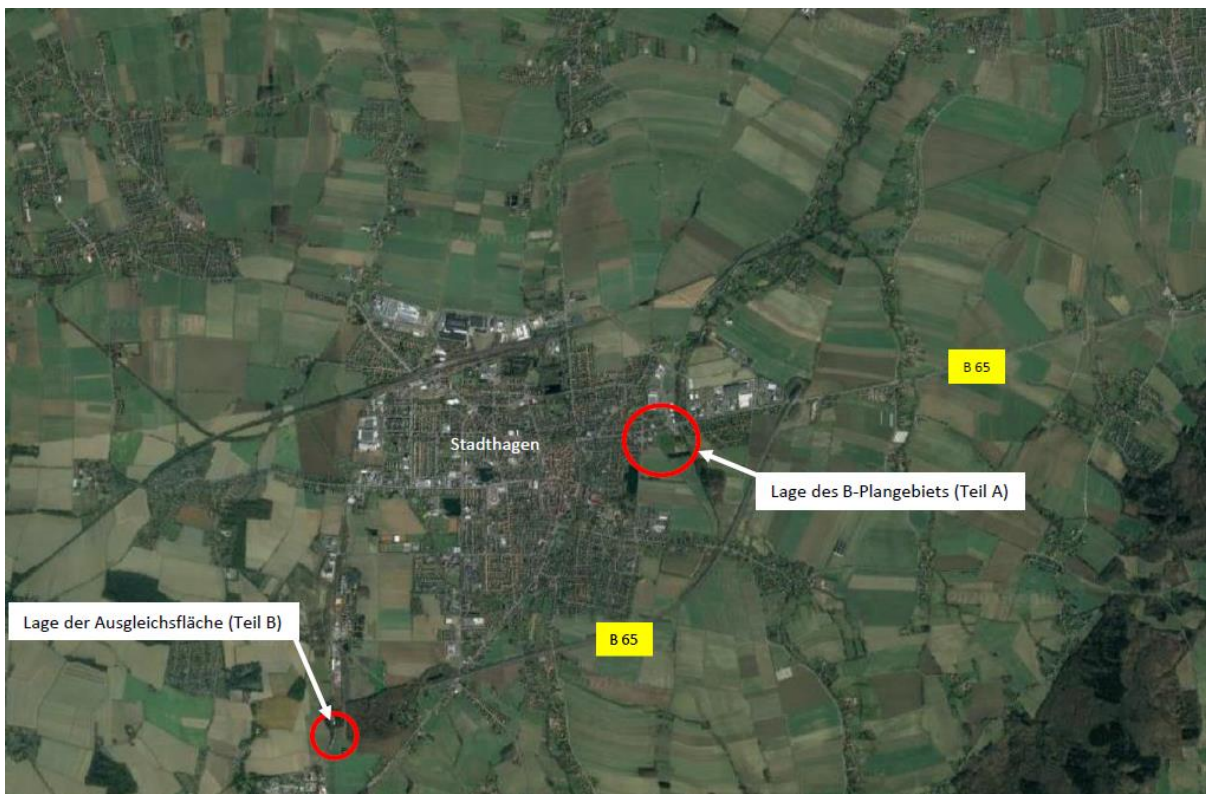 B 65
Stadthagen
Lage des B-Plangebiets (Teil A)
Lage der Ausgleichsfläche (Teil B)
B 65